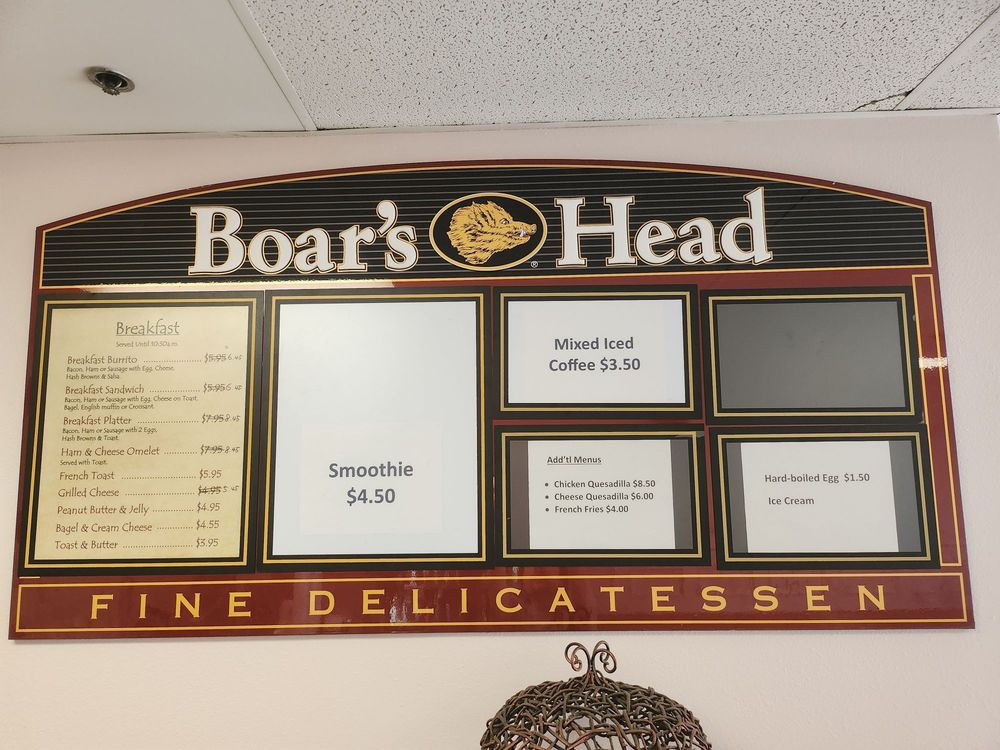 Boar's Head
®
Breakfast
Served Until 10:30a.m.
Breakfast Burrito .................. $5.95 6.45
Bacon, Ham or Sausage with Egg, Cheese,
Hash Browns & Salsa.
Breakfast Sandwich ................ $5.95 6.45
Bacon, Ham or Sausage with Egg, Cheese on Toast,
Bagel, English muffin or Croissant.
Breakfast Platter .................... $7.95 8.45
Bacon, Ham or Sausage with 2 Eggs,
Hash Browns & Toast.
Ham & Cheese Omelet .......... $7.95 8.45
Served with Toast.
French Toast ......................... $5.95
Grilled Cheese ....................... $4.95 5.45
Peanut Butter & Jelly ............. $4.95
Bagel & Cream Cheese ........... $4.55
Toast & Butter ....................... $3.95
Smoothie
$4.50
Mixed Iced
Coffee $3.50
Add'tl Menus
• Chicken Quesadilla $8.50
• Cheese Quesadilla $6.00
• French Fries $4.00
Hard-boiled Egg $1.50
Ice Cream
FINE DELICATESSEN